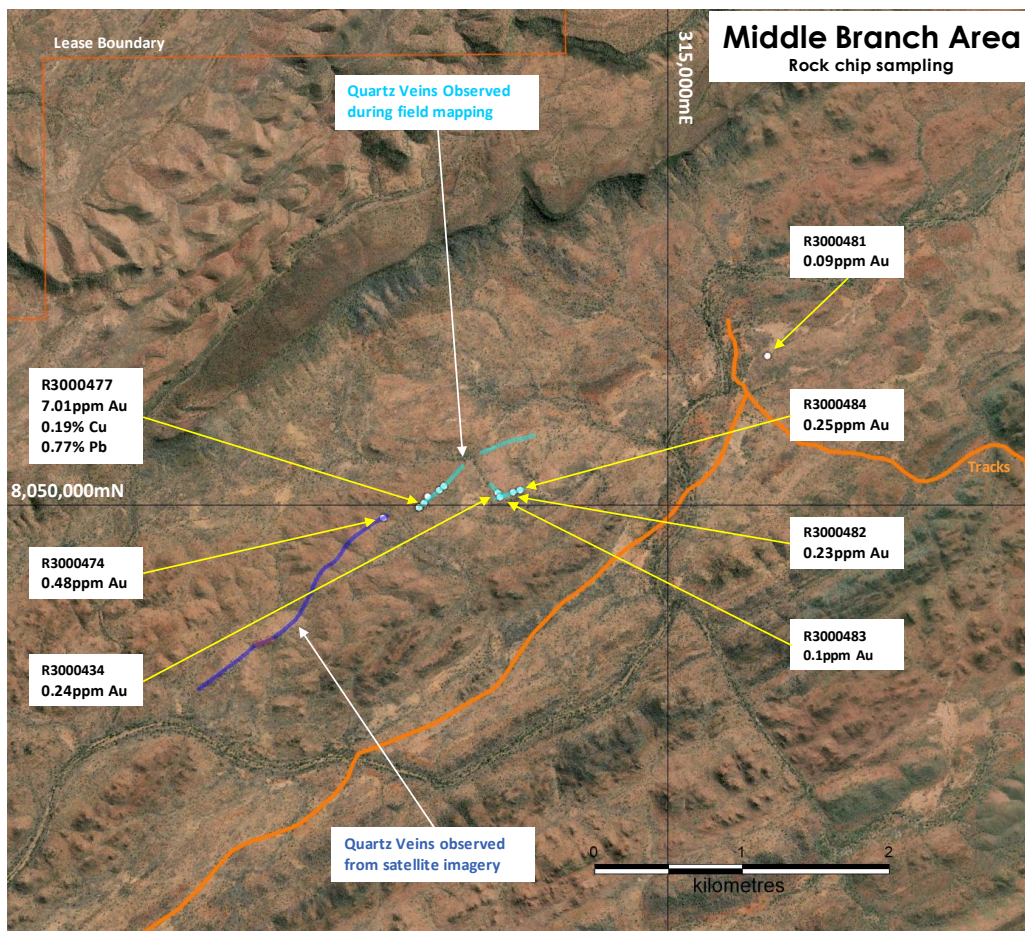 Middle Branch Area
Rock chip sampling
Lease Boundary
315,000mE
Quartz Veins Observed
during field mapping
R3000481
0.09ppm Au
R3000477
7.01ppm Au
0.19% Cu
0.77% Pb
R3000484
0.25ppm Au
Tracks
8,050,000mN
R3000474
0.48ppm Au
R3000482
0.23ppm Au
R3000483
0.1ppm Au
R3000434
0.24ppm Au
Quartz Veins observed
from satellite imagery
0 1 2
kilometres